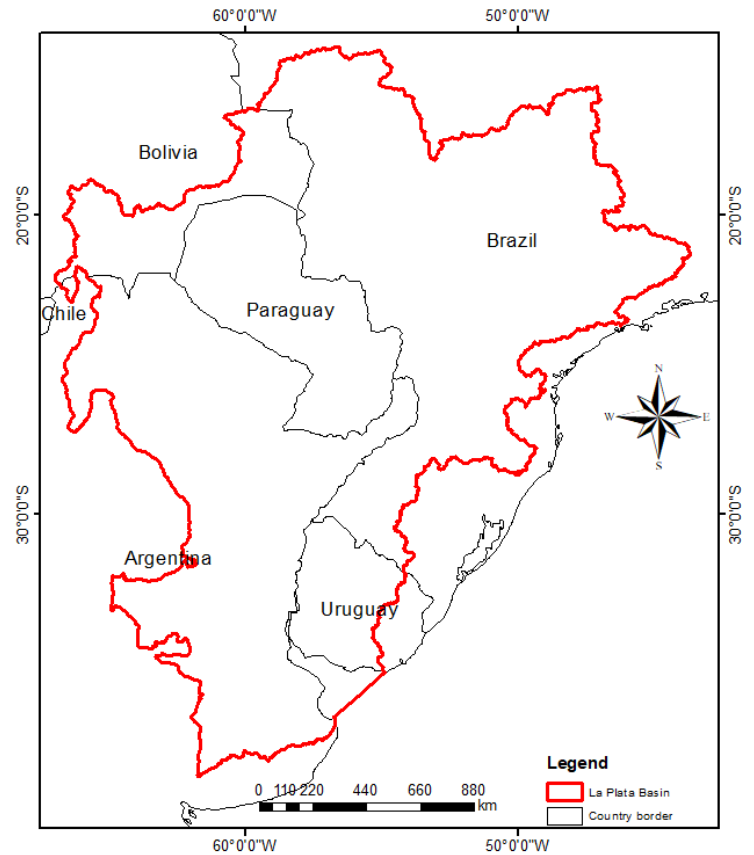 60°0'0"W 50°0'0"W
Bolivia
20°0'0"S 20°0'0"S
Brazil
Chile
Paraguay
N
W E
S
30°0'0"S 30°0'0"S
Argentina
Uruguay
Legend
La Plata Basin
Country border
0 110 220 440 660 880
km
60°0'0"W 50°0'0"W